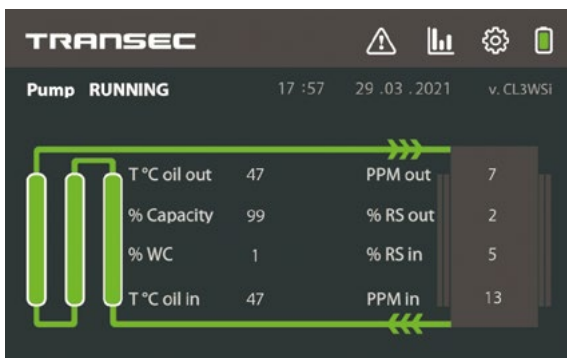 TRANSEC
Pump RUNNING 17 :57 29 .03 .2021 v. CL3WSi
T °C oil out 47 PPM out 7
% Capacity 99 % RS out 2
% WC 1 % RS in 5
T °C oil in 47 PPM in 13